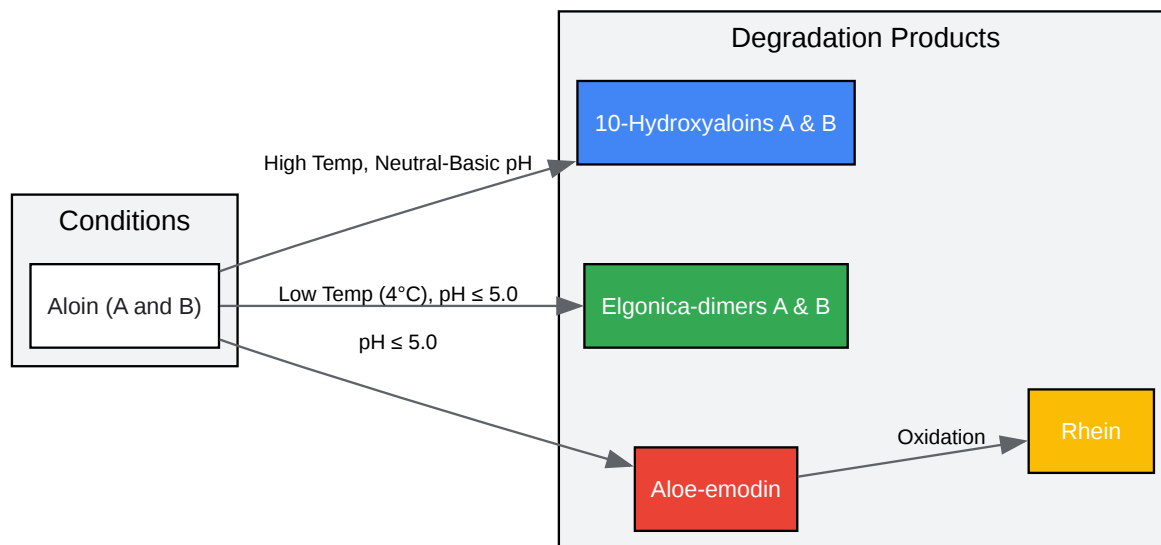 Degradation Products
10-Hydroxyaloins A & B
High Temp, Neutral-Basic pH
Conditions
Aloin (A and B)
Low Temp (4°C), pH ≤ 5.0
Elgonica-dimers A & B
pH ≤ 5.0
Oxidation
Rhein
Aloe-emodin